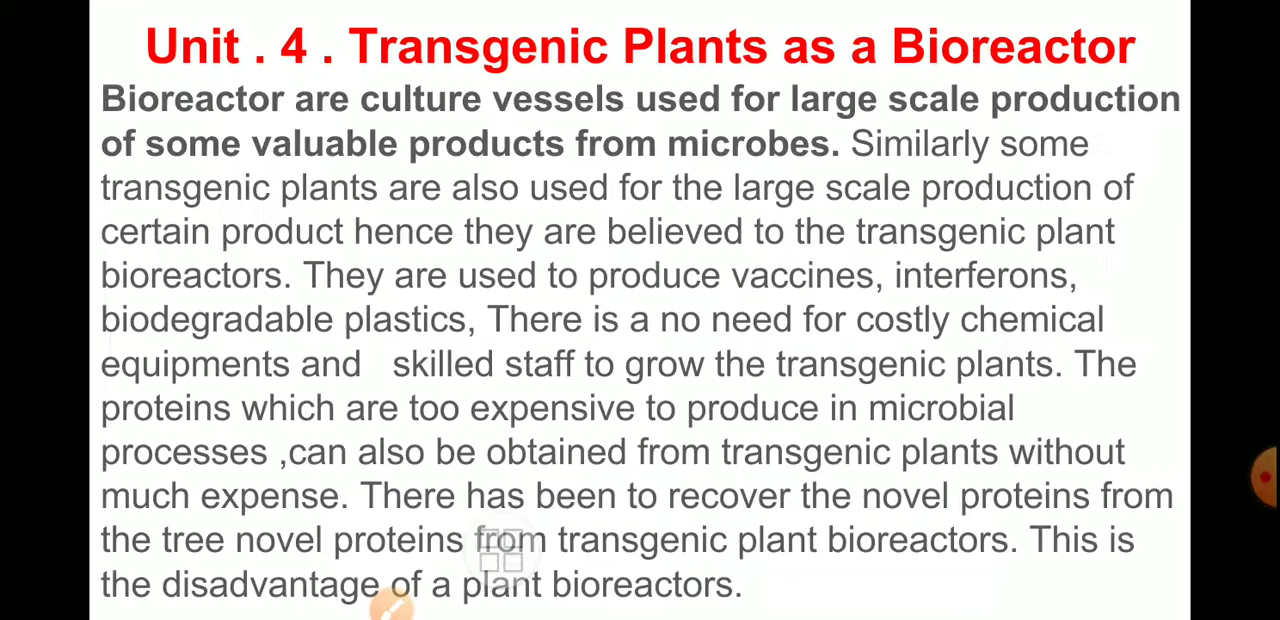 Unit . 4 . Transgenic Plants as a Bioreactor
Bioreactor are culture vessels used for large scale production
of some valuable products from microbes. Similarly some
transgenic plants are also used for the large scale production of
certain product hence they are believed to the transgenic plant
bioreactors. They are used to produce vaccines, interferons,
biodegradable plastics, There is a no need for costly chemical
equipments and skilled staff to grow the transgenic plants. The
proteins which are too expensive to produce in microbial
processes ,can also be obtained from transgenic plants without
much expense. There has been to recover the novel proteins from
the tree novel proteins from transgenic plant bioreactors. This is
the disadvantage of a plant bioreactors.